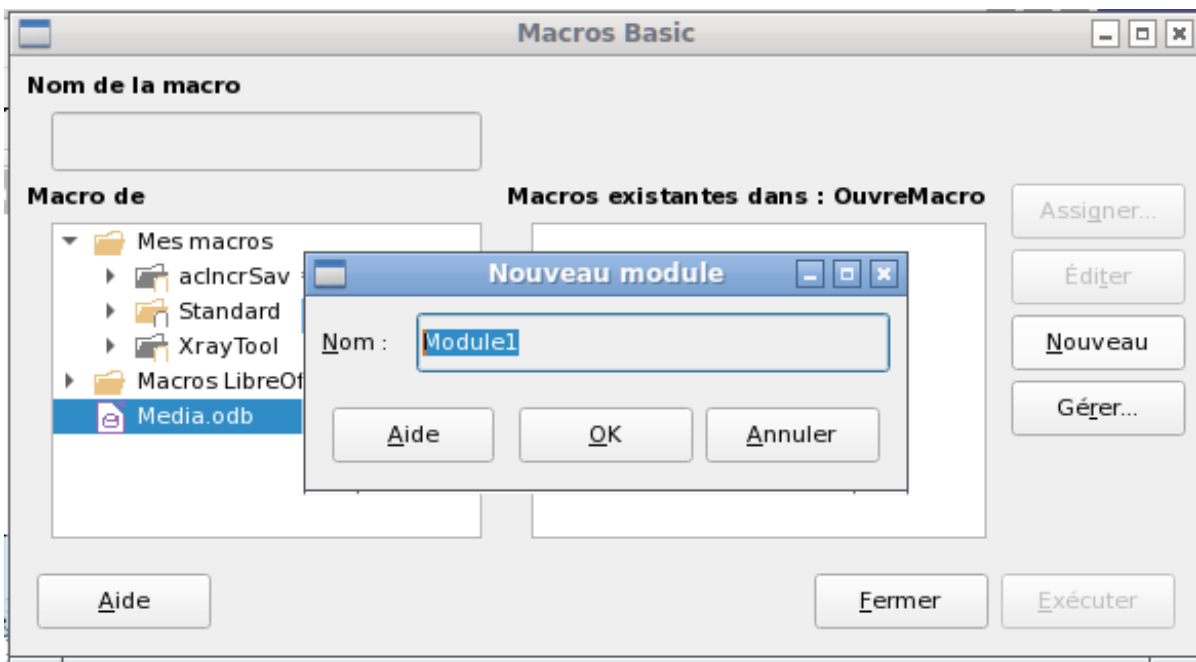 Macros Basic
Nom de la macro
Macro de
Macros existantes dans : OuvreMacro
Mes macros
acIncrSav
Standard
XrayTool
Macros LibreOf
Media.odb
Nouveau module
Nom :
Module1
Aide
OK
Annuler
Assigner...
Éditer
Nouveau
Gérer...
Aide
Fermer
Exécuter